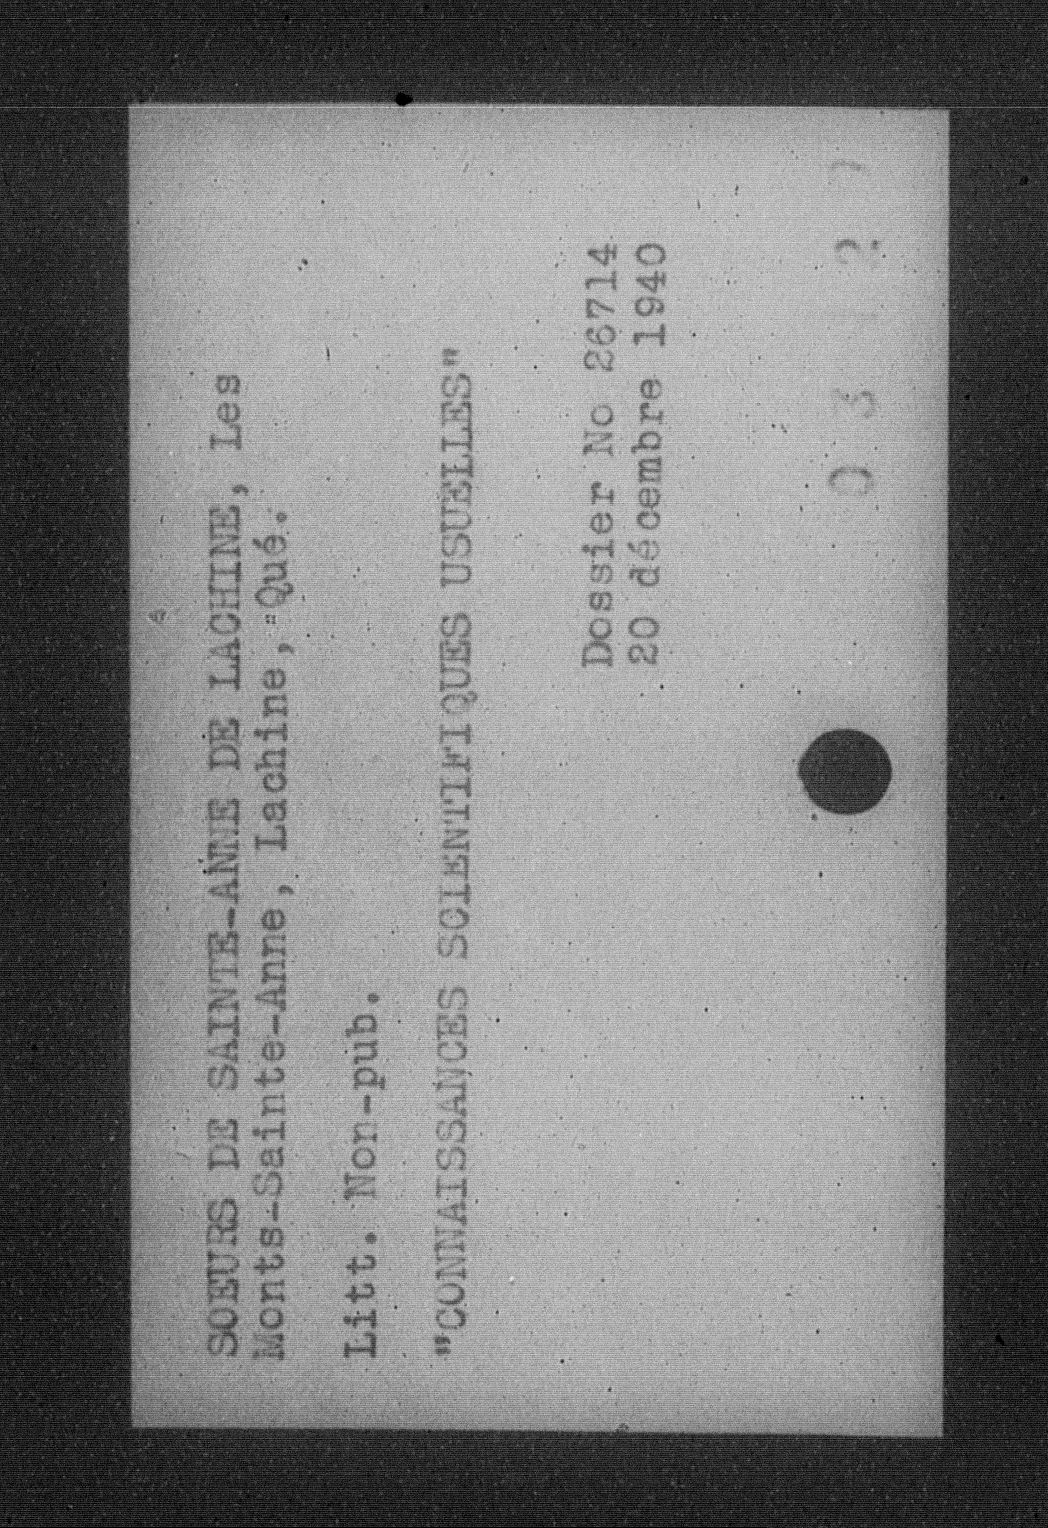 SOEURS DE SAINTE-ANNE DE LACHINE, Les
Monts-Sainte-Anne, Lachine, Qué.
Litt. Non-pub.
"CONNAISSANCES SCIENTIFIQUES USUELLES"
Dossier No 26714
20 décembre 1940